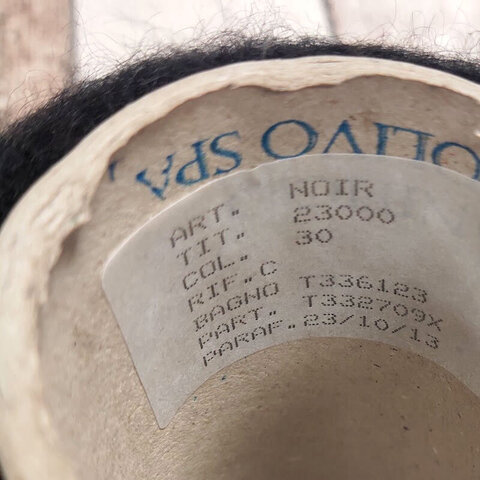 OLIVO SPA
ART. NOIR
TIT. 23000
COL. 30
RIF.C
BAGNO T336123
PART. T332709X
PARAF. 23/10/13